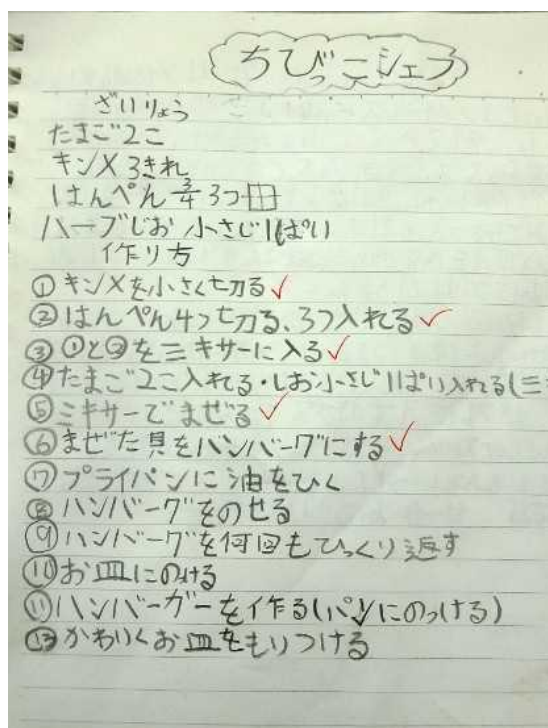 ちびっこシェフ
ざいりょう
たまご2こ
キンメ3きれ
はんぺん 3/4 3つ
ハーブじお 小さじ1ぱい
作り方
① キンメを小さく切る ✓
② はんぺん4つ切る、3つ入れる ✓
③ ①と②をミキサーに入る ✓
④ たまご2こ入れる・しお小さじ1ぱい入れる(ミ
⑤ ミキサーでまぜる ✓
⑥ まぜた具をハンバーグにする ✓
⑦ フライパンに油をひく
⑧ ハンバーグをのせる
⑨ ハンバーグを何回もひっくり返す
⑩ お皿にのける
⑪ ハンバーガーを作る(パンにのっける)
かわりくお皿をもりつける